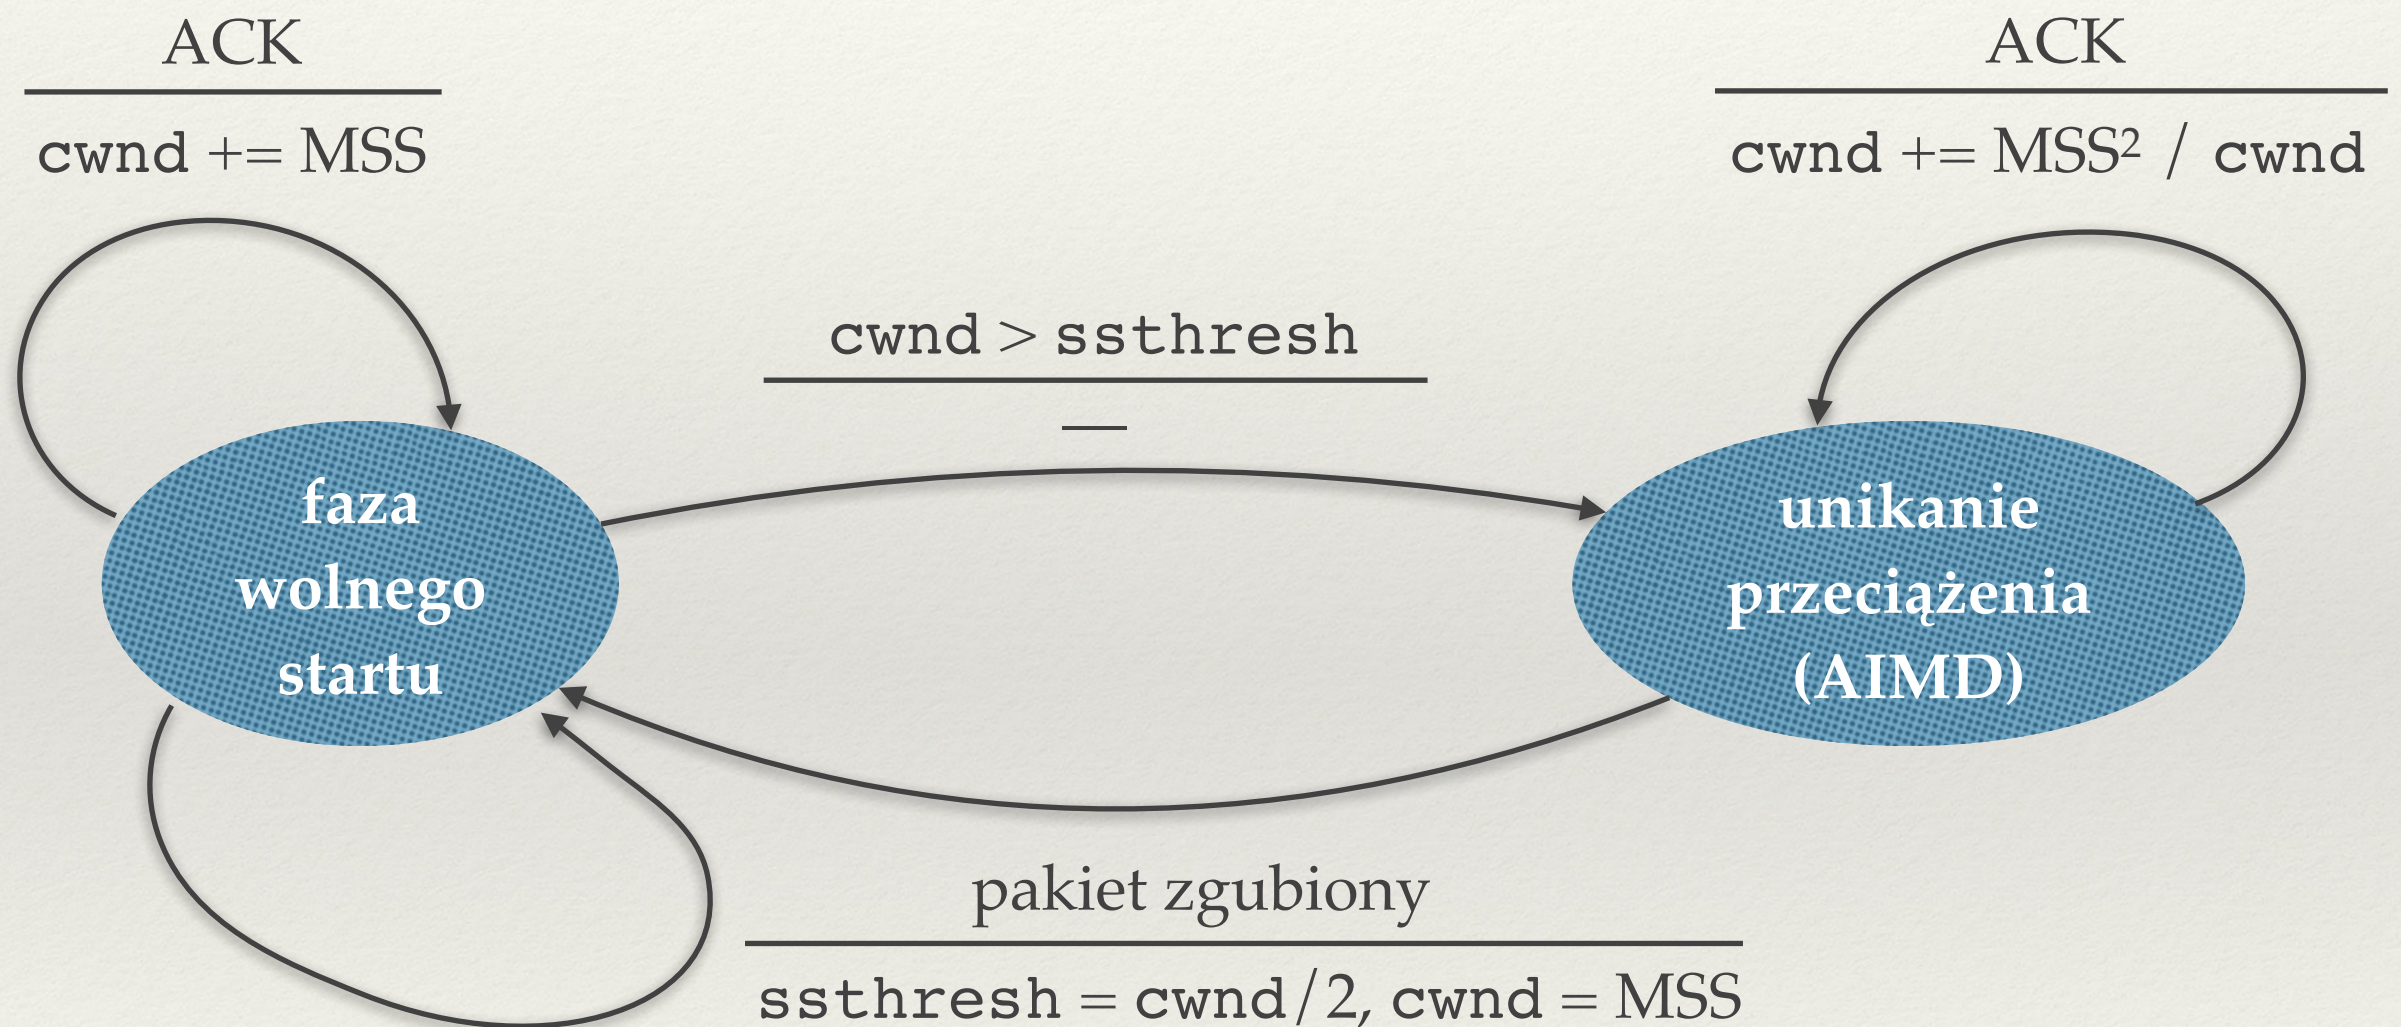 ACK
cwnd += MSS
ACK
cwnd += MSS² / cwnd
cwnd > ssthresh
—
faza
wolnego
startu
unikanie
przeciążenia
(AIMD)
pakiet zgubiony
ssthresh = cwnd/2, cwnd = MSS